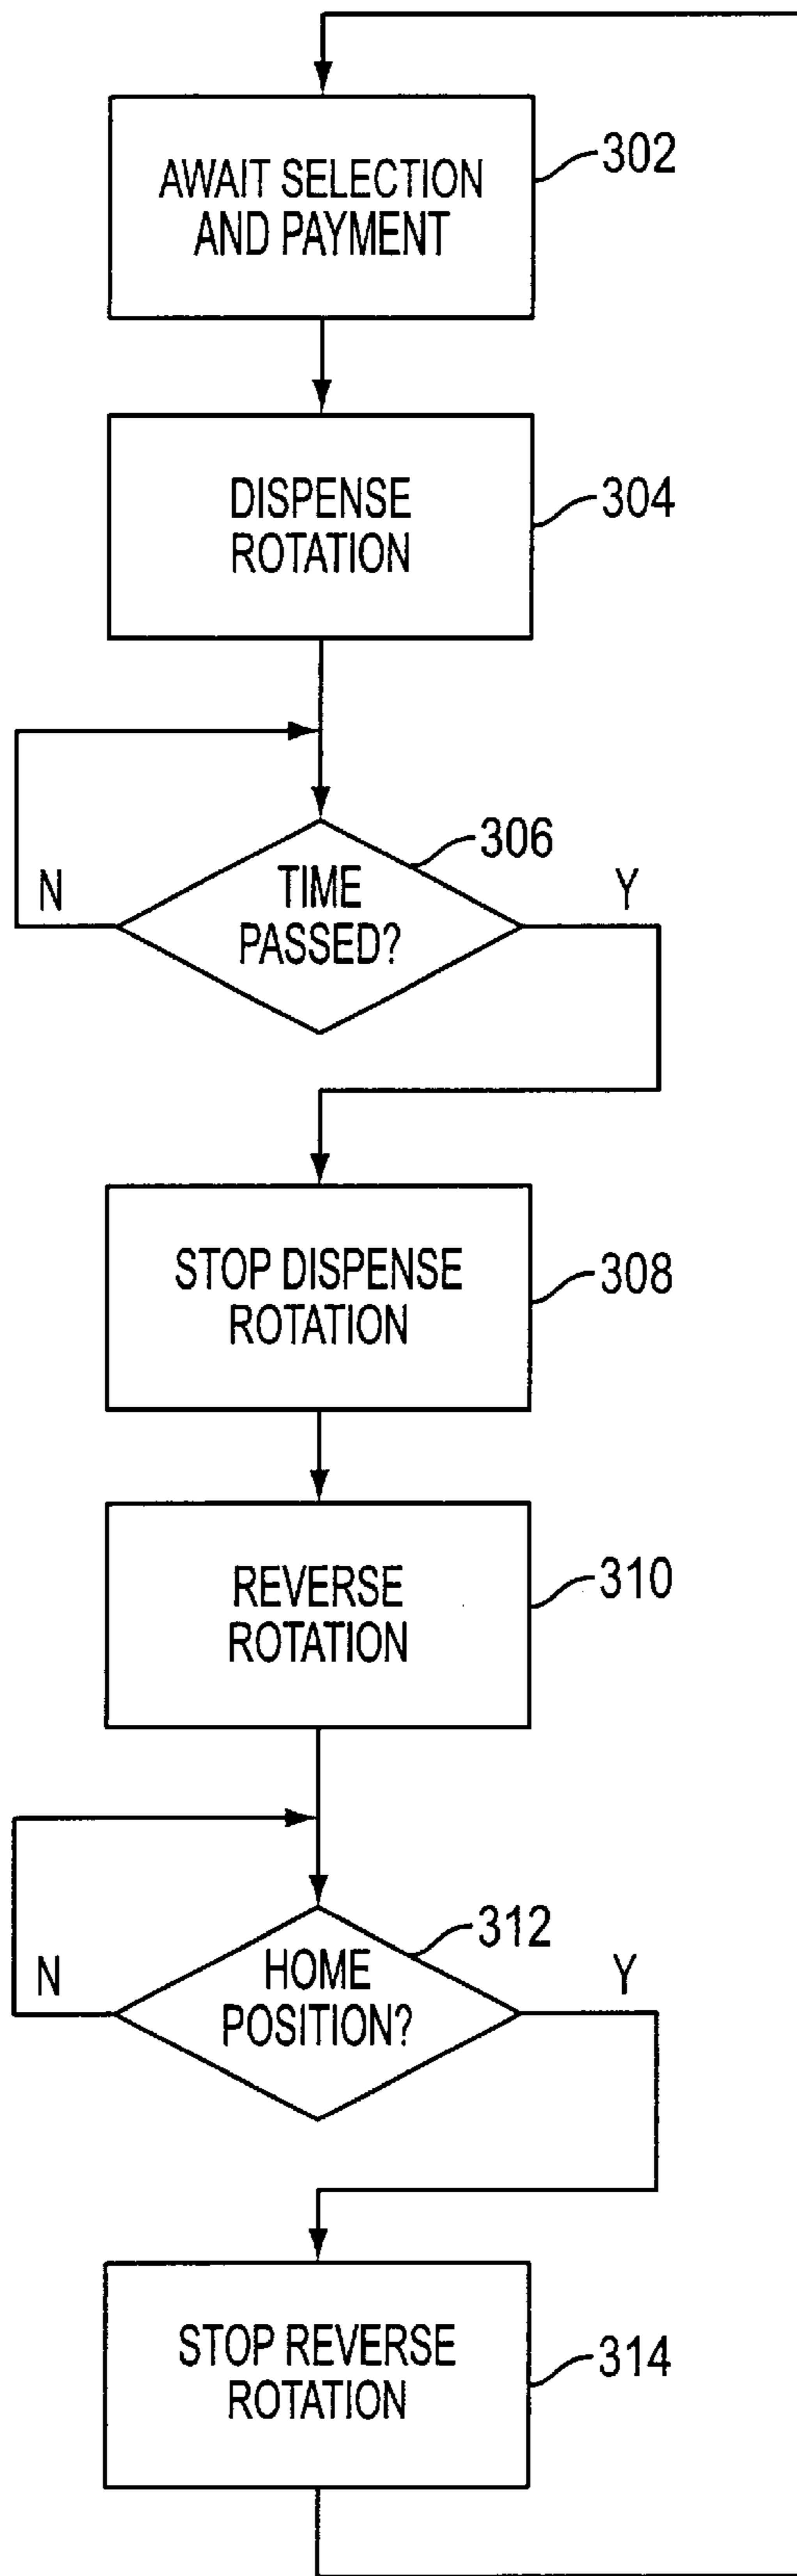 AWAIT SELECTION
AND PAYMENT
302
DISPENSE
ROTATION
304
306
TIME
PASSED?
N
Y
STOP DISPENSE
ROTATION
308
REVERSE
ROTATION
310
312
HOME
POSITION?
N
Y
STOP REVERSE
ROTATION
314